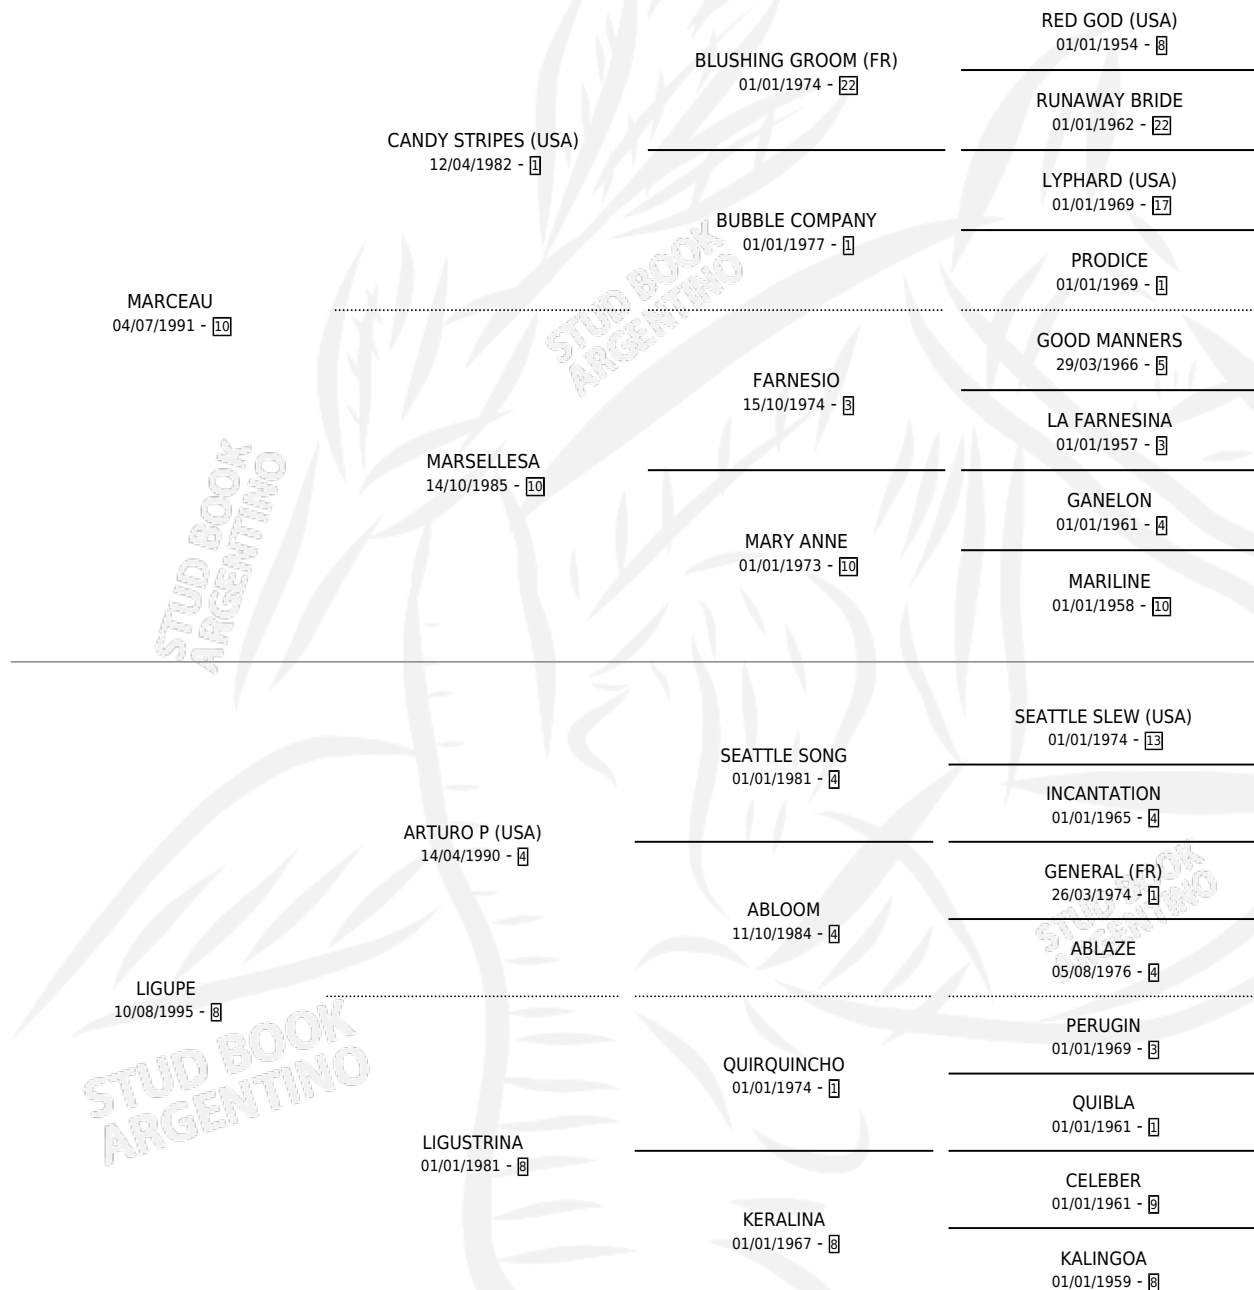 RED GOD (USA)
01/01/1954 - 8
BLUSHING GROOM (FR)
01/01/1974 - 22
RUNAWAY BRIDE
01/01/1962 - 22
CANDY STRIPES (USA)
12/04/1982 - 1
LYPHARD (USA)
01/01/1969 - 17
BUBBLE COMPANY
01/01/1977 - 1
PRODICE
01/01/1969 - 1
MARCEAU
04/07/1991 - 10
STUD BOOK
ARGENTINO
GOOD MANNERS
29/03/1966 - 5
FARNESIO
15/10/1974 - 3
LA FARNESINA
01/01/1957 - 3
MARSELLESA
14/10/1985 - 10
GANELON
01/01/1961 - 4
MARY ANNE
01/01/1973 - 10
MARILINE
01/01/1958 - 10
STUD BOOK
ARGENTINO
SEATTLE SLEW (USA)
01/01/1974 - 13
SEATTLE SONG
01/01/1981 - 4
INCANTATION
01/01/1965 - 4
ARTURO P (USA)
14/04/1990 - 4
GENERAL (FR)
26/03/1974 - 1
ABLOOM
11/10/1984 - 4
STUD BOOK
ARGENTINO
ABLAZE
05/08/1976 - 4
LIGUPE
10/08/1995 - 8
PERUGIN
01/01/1969 - 3
QUIRQUINCHO
01/01/1974 - 1
STUD BOOK
ARGENTINO
QUIBLA
01/01/1961 - 1
LIGUSTRINA
01/01/1981 - 8
CELEBER
01/01/1961 - 9
KERALINA
01/01/1967 - 8
KALINGOA
01/01/1959 - 8